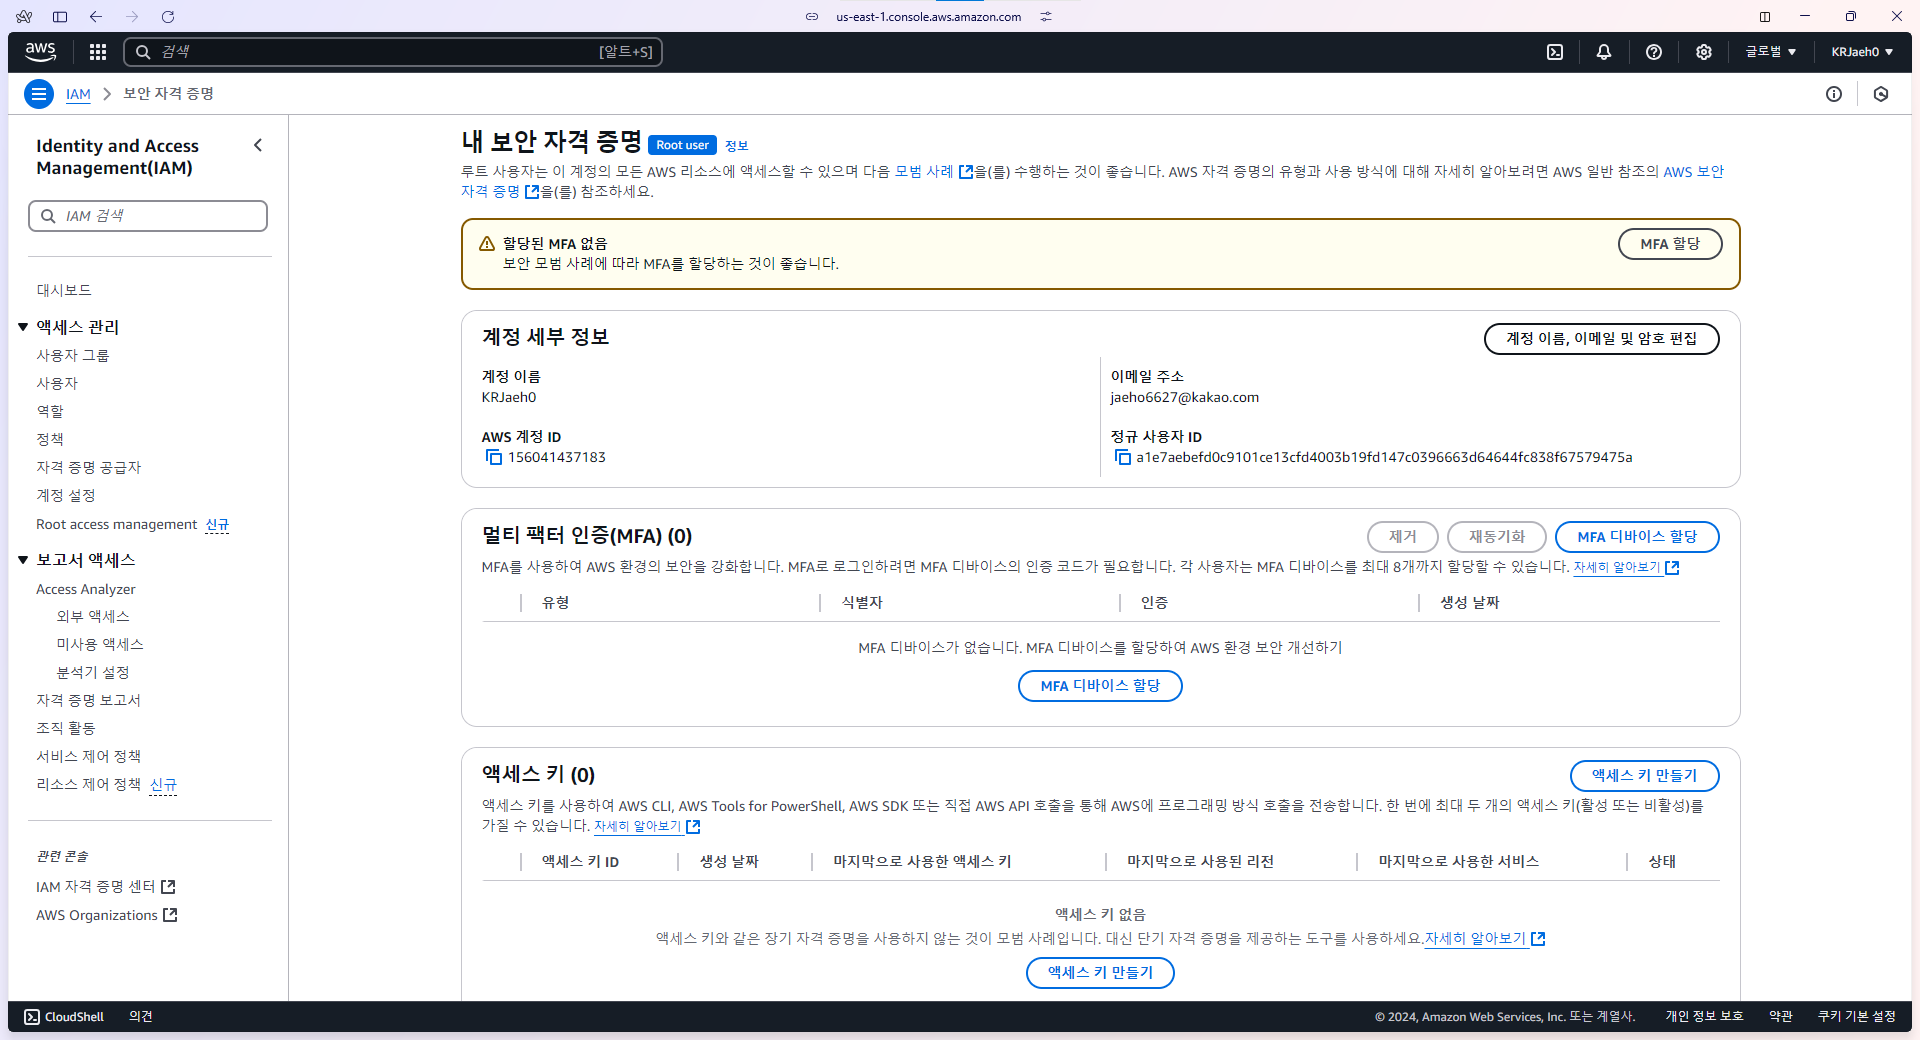 us-east-1.console.aws.amazon.com
aws
검색
[알트+S]
글로벌
KRJaeh0
IAM
보안 자격 증명
Identity and Access
Management(IAM)
IAM 검색
대시보드
액세스 관리
사용자 그룹
사용자
역할
정책
자격 증명 공급자
계정 설정
Root access management 신규
보고서 액세스
Access Analyzer
외부 액세스
미사용 액세스
분석기 설정
자격 증명 보고서
조직 활동
서비스 제어 정책
리소스 제어 정책 신규
관련 콘솔
IAM 자격 증명 센터
AWS Organizations
내 보안 자격 증명 Root user 정보
루트 사용자는 이 계정의 모든 AWS 리소스에 액세스할 수 있으며 다음 모범 사례 을(를) 수행하는 것이 좋습니다. AWS 자격 증명의 유형과 사용 방식에 대해 자세히 알아보려면 AWS 일반 참조의 AWS 보안
자격 증명 을(를) 참조하세요.
할당된 MFA 없음
보안 모범 사례에 따라 MFA를 할당하는 것이 좋습니다.
MFA 할당
계정 세부 정보
계정 이름, 이메일 및 암호 편집
계정 이름
KRJaeh0
이메일 주소
jaeho6627@kakao.com
AWS 계정 ID
156041437183
정규 사용자 ID
a1e7aebefd0c9101ce13cfd4003b19fd147c0396663d64644fc838f67579475a
멀티 팩터 인증(MFA) (0)
제거
재동기화
MFA 디바이스 할당
MFA를 사용하여 AWS 환경의 보안을 강화합니다. MFA로 로그인하려면 MFA 디바이스의 인증 코드가 필요합니다. 각 사용자는 MFA 디바이스를 최대 8개까지 할당할 수 있습니다. 자세히 알아보기
유형
식별자
인증
생성 날짜
MFA 디바이스가 없습니다. MFA 디바이스를 할당하여 AWS 환경 보안 개선하기
MFA 디바이스 할당
액세스 키 (0)
액세스 키 만들기
액세스 키를 사용하여 AWS CLI, AWS Tools for PowerShell, AWS SDK 또는 직접 AWS API 호출을 통해 AWS에 프로그래밍 방식 호출을 전송합니다. 한 번에 최대 두 개의 액세스 키(활성 또는 비활성)를
가질 수 있습니다. 자세히 알아보기
액세스 키 ID
생성 날짜
마지막으로 사용한 액세스 키
마지막으로 사용된 리전
마지막으로 사용한 서비스
상태
액세스 키 없음
액세스 키와 같은 장기 자격 증명을 사용하지 않는 것이 모범 사례입니다. 대신 단기 자격 증명을 제공하는 도구를 사용하세요.자세히 알아보기
액세스 키 만들기
CloudShell
의견
© 2024, Amazon Web Services, Inc. 또는 계열사.
개인 정보 보호
약관
쿠키 기본 설정